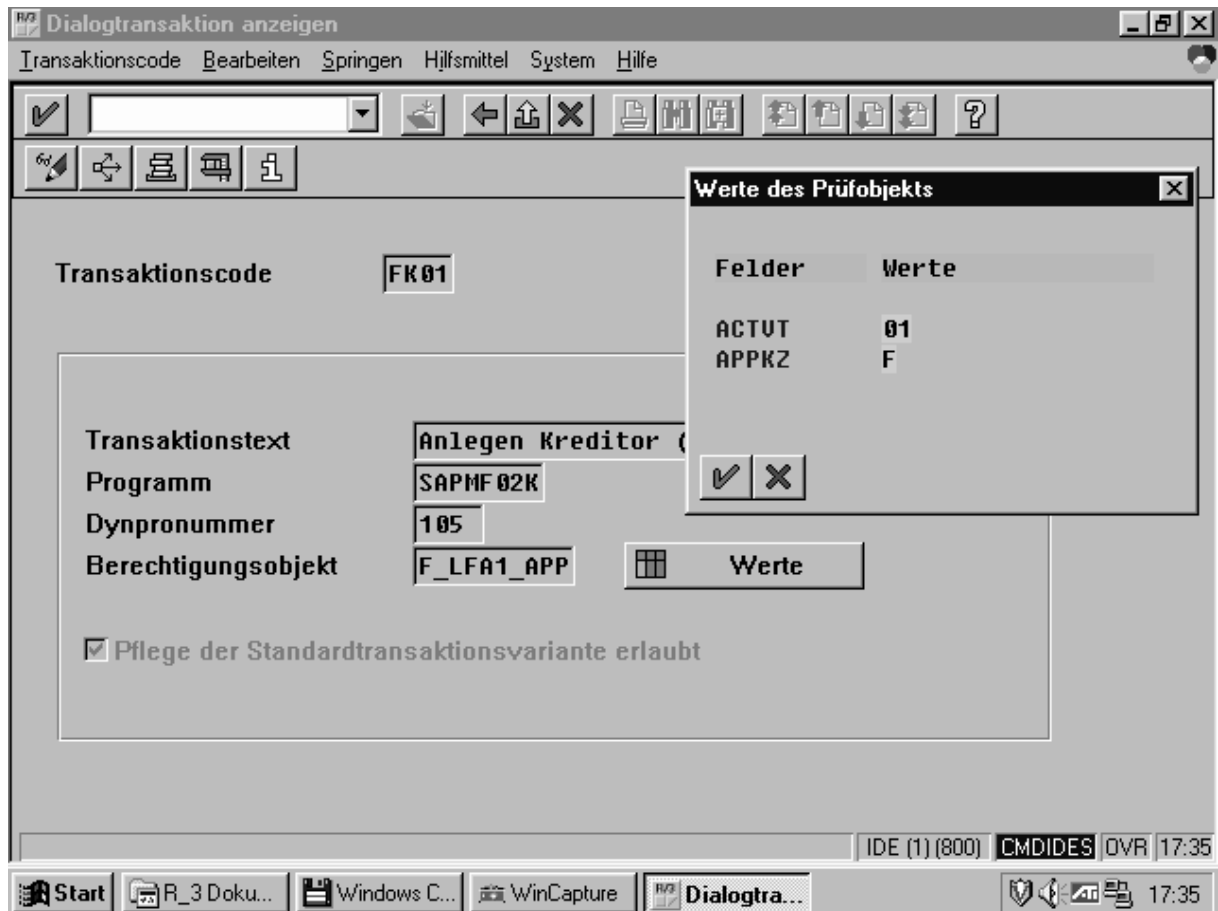 Dialogtransaktion anzeigen
Transaktionscode Bearbeiten Springen Hilfsmittel System Hilfe
Werte des Prüfobjekts
Felder Werte
ACTVT 01
APPKZ F
Transaktionscode FK01
Transaktionstext Anlegen Kreditor (
Programm SAPMF02K
Dynpronummer 105
Berechtigungsobjekt F_LFA1_APP Werte
Pflege der Standardtransaktionsvariante erlaubt
IDE (1) (800) CMDIDES OVR 17:35
Start R_3 Doku... Windows C... WinCapture Dialogtra... 17:35